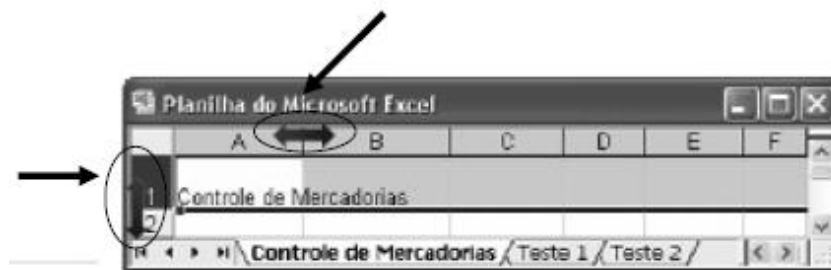 Planilha do Microsoft Excel
A B C D E F
1 Controle de Mercadorias
2
Controle de Mercadorias / Teste 1 / Teste 2 /